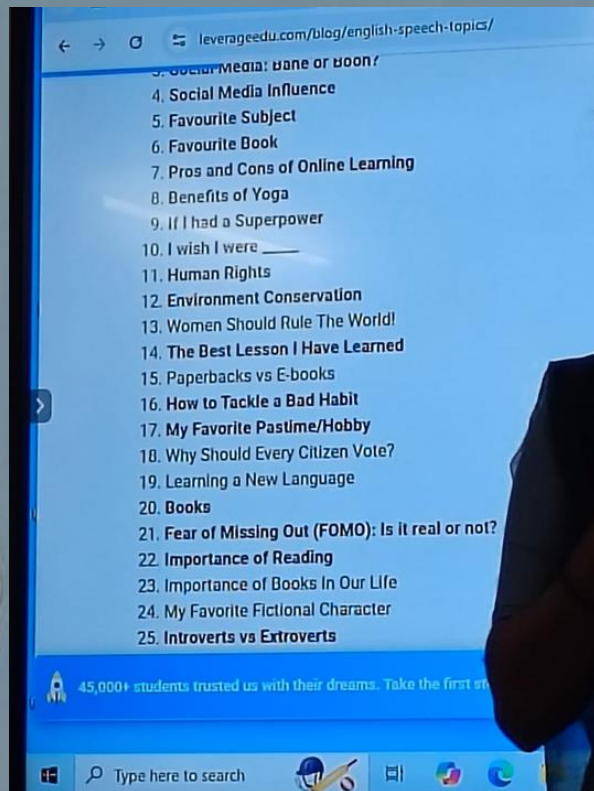 leverageedu.com/blog/english-speech-topics/
3. Social Media: Bane or Boon?
4. Social Media Influence
5. Favourite Subject
6. Favourite Book
7. Pros and Cons of Online Learning
8. Benefits of Yoga
9. If I had a Superpower
10. I wish I were _____
11. Human Rights
12. Environment Conservation
13. Women Should Rule The World!
14. The Best Lesson I Have Learned
15. Paperbacks vs E-books
16. How to Tackle a Bad Habit
17. My Favorite Pastime/Hobby
18. Why Should Every Citizen Vote?
19. Learning a New Language
20. Books
21. Fear of Missing Out (FOMO): Is it real or not?
22. Importance of Reading
23. Importance of Books In Our Life
24. My Favorite Fictional Character
25. Introverts vs Extroverts
45,000+ students trusted us with their dreams. Take the first
Type here to search